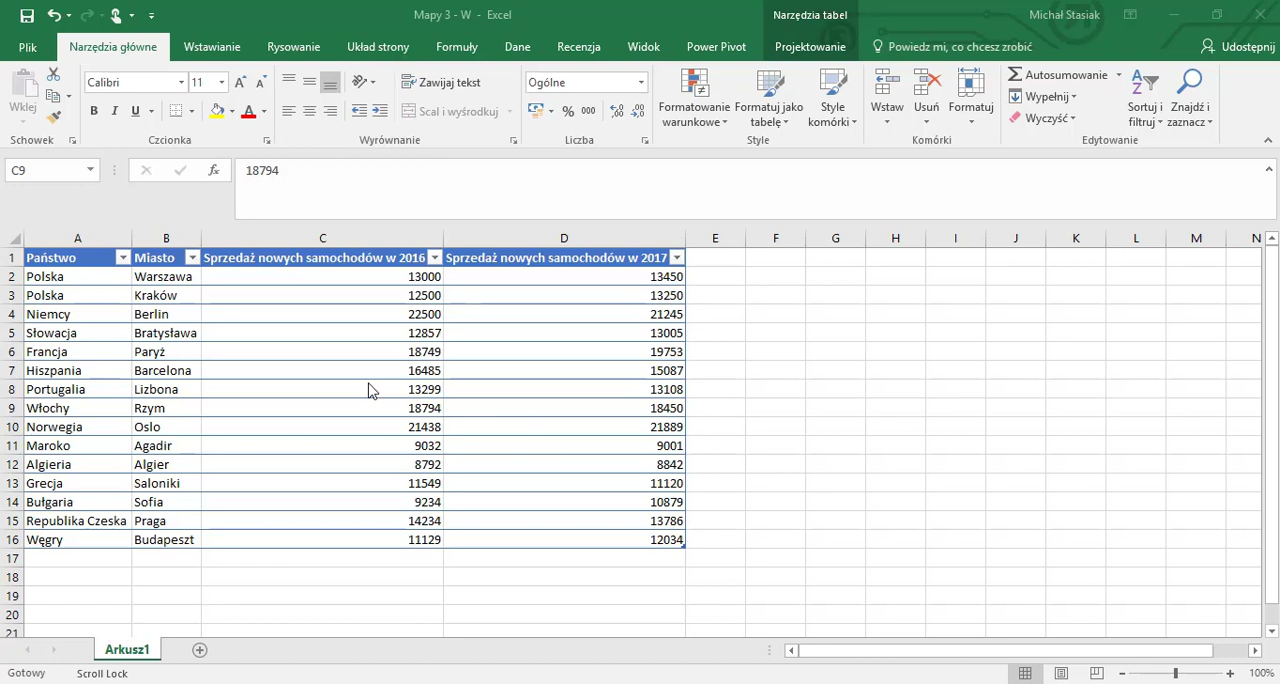 Mapy 3 - W - Excel
Narzędzia tabel
Michał Stasiak
Plik
Narzędzia główne
Wstawianie
Rysowanie
Układ strony
Formuły
Dane
Recenzja
Widok
Power Pivot
Projektowanie
Powiedz mi, co chcesz zrobić
Udostępnij
Wklej
Calibri
11
A A
B I U
A
Zawijaj tekst
Scal i wyśrodkuj
Ogólne
% 000
Formatowanie warunkowe
Formatuj jako tabelę
Style komórki
Wstaw
Usuń
Formatuj
Autosumowanie
Wypełnij
Wyczyść
Sortuj i filtruj
Znajdź i zaznacz
Schowek
Czcionka
Wyrównanie
Liczba
Style
Komórki
Edytowanie
C9
fx
18794
A B C D E F G H I J K L M N
1 Państwo Miasto Sprzedaż nowych samochodów w 2016 Sprzedaż nowych samochodów w 2017
2 Polska Warszawa 13000 13450
3 Polska Kraków 12500 13250
4 Niemcy Berlin 22500 21245
5 Słowacja Bratysława 12857 13005
6 Francja Paryż 18749 19753
7 Hiszpania Barcelona 16485 15087
8 Portugalia Lizbona 13299 13108
9 Włochy Rzym 18794 18450
10 Norwegia Oslo 21438 21889
11 Maroko Agadir 9032 9001
12 Algieria Algier 8792 8842
13 Grecja Saloniki 11549 11120
14 Bułgaria Sofia 9234 10879
15 Republika Czeska Praga 14234 13786
16 Węgry Budapeszt 11129 12034
17
18
19
20
21
Arkusz1
Gotowy
Scroll Lock
100%